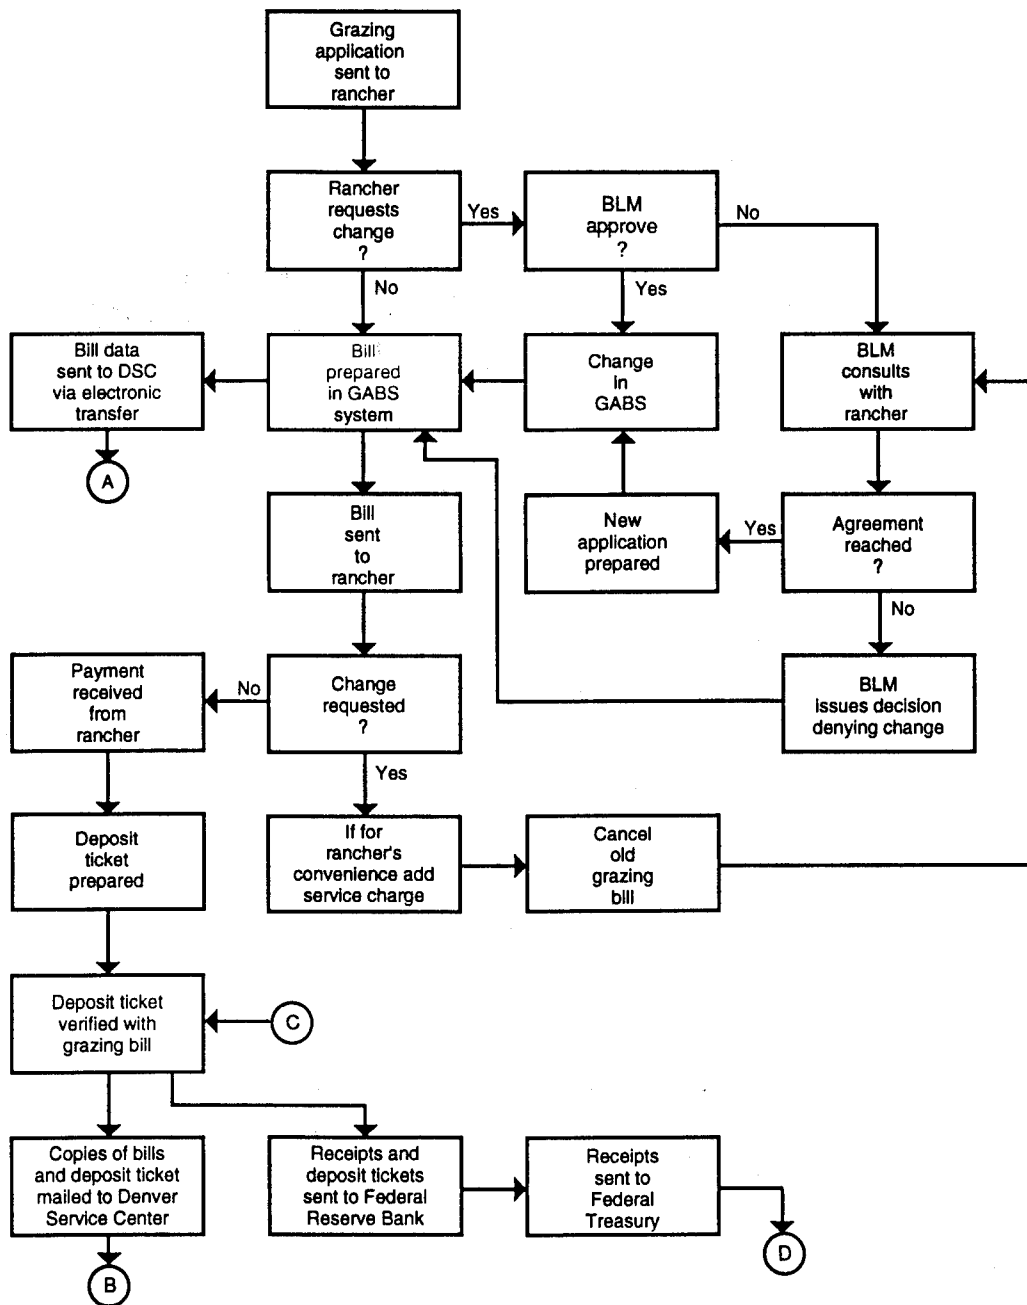 Grazing
application
sent to
rancher
Rancher
requests
change
?
Yes
BLM
approve
?
No
No
Yes
Bill data
sent to DSC
via electronic
transfer
Bill
prepared
in GABS
system
Change
in
GABS
BLM
consults
with
rancher
A
Bill
sent
to
rancher
New
application
prepared
Yes
Agreement
reached
?
No
Payment
received
from
rancher
No
Change
requested
?
BLM
issues decision
denying change
Yes
Deposit
ticket
prepared
If for
rancher's
convenience add
service charge
Cancel
old
grazing
bill
Deposit ticket
verified with
grazing bill
C
Copies of bills
and deposit ticket
mailed to Denver
Service Center
Receipts and
deposit tickets
sent to Federal
Reserve Bank
Receipts
sent to
Federal
Treasury
D
B